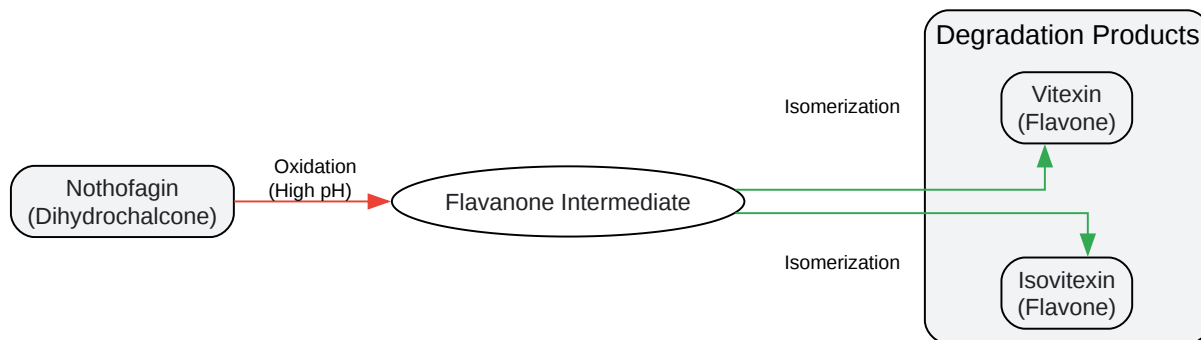 Degradation Products
Isomerization
Vitexin
(Flavone)
Oxidation
(High pH)
Nothofagin
(Dihydrochalcone)
Flavanone Intermediate
Isomerization
Isovitexin
(Flavone)